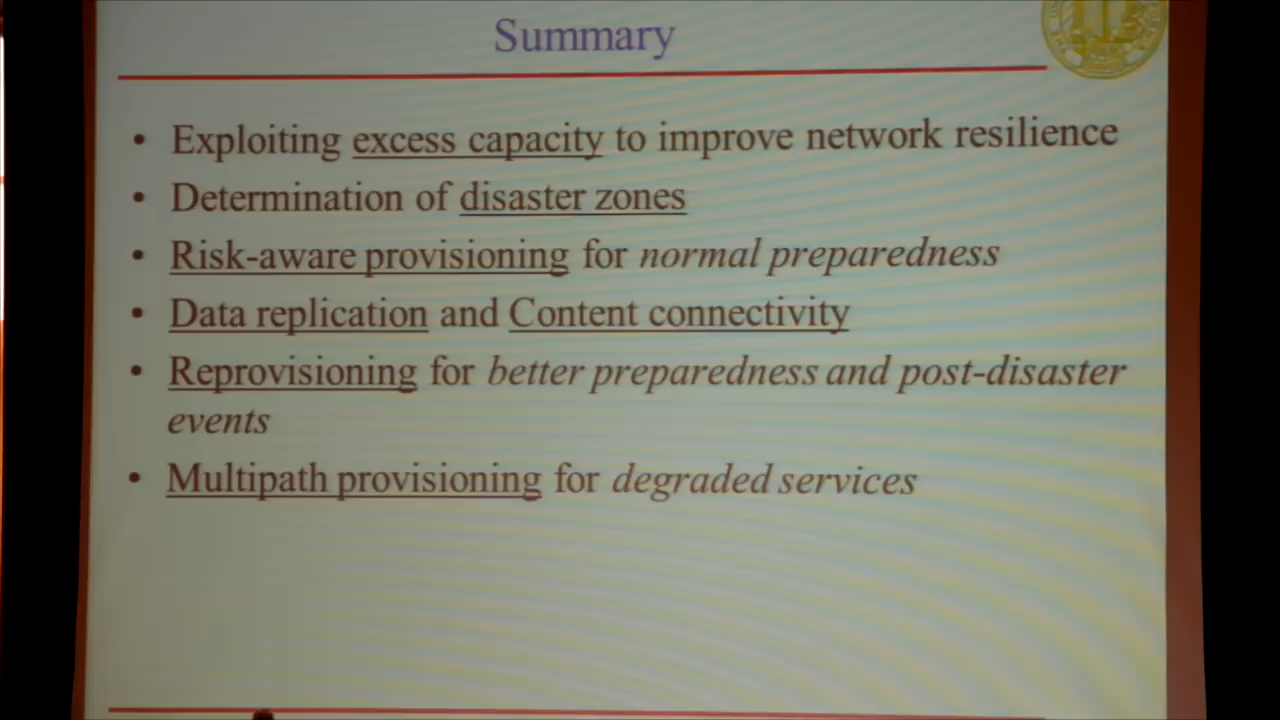 Summary
• Exploiting excess capacity to improve network resilience
• Determination of disaster zones
• Risk-aware provisioning for normal preparedness
• Data replication and Content connectivity
• Reprovisioning for better preparedness and post-disaster
events
• Multipath provisioning for degraded services